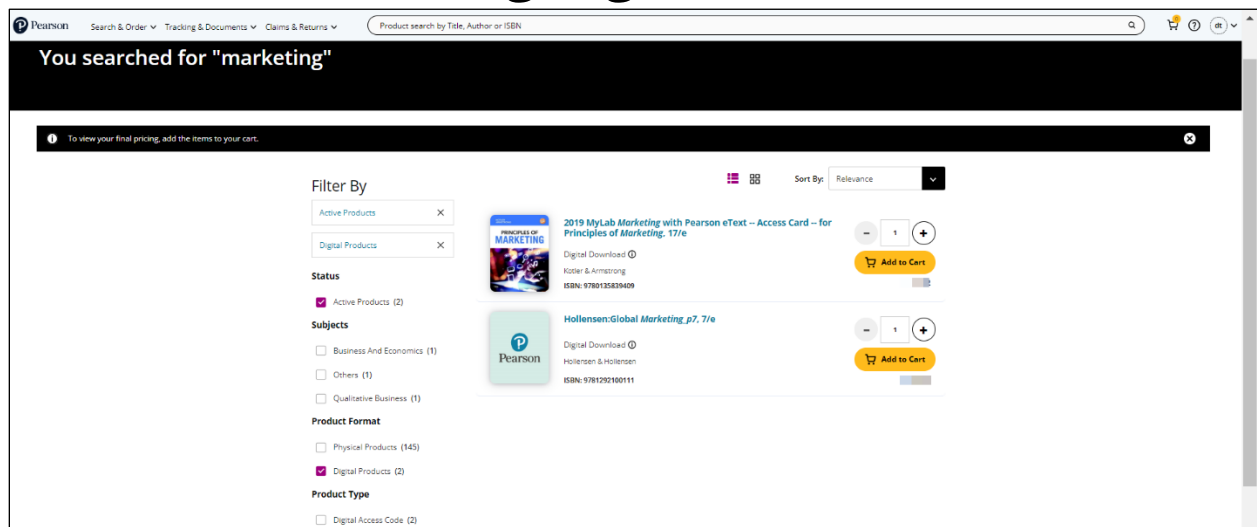 Pearson
Search & Order
Tracking & Documents
Claims & Returns
Product search by Title, Author or ISBN
dt
You searched for "marketing"
To view your final pricing, add the items to your cart.
Filter By
Sort By:
Relevance
Active Products
Digital Products
Status
Active Products (2)
Subjects
Business And Economics (1)
Others (1)
Qualitative Business (1)
Product Format
Physical Products (145)
Digital Products (2)
Product Type
Digital Access Code (2)
PRINCIPLES OF
MARKETING
2019 MyLab Marketing with Pearson eText -- Access Card -- for
Principles of Marketing, 17/e
Digital Download
Kotler & Armstrong
ISBN: 9780135839409
1
Add to Cart
Pearson
Hollensen:Global Marketing_p7, 7/e
Digital Download
Hollensen & Hollensen
ISBN: 9781292100111
1
Add to Cart